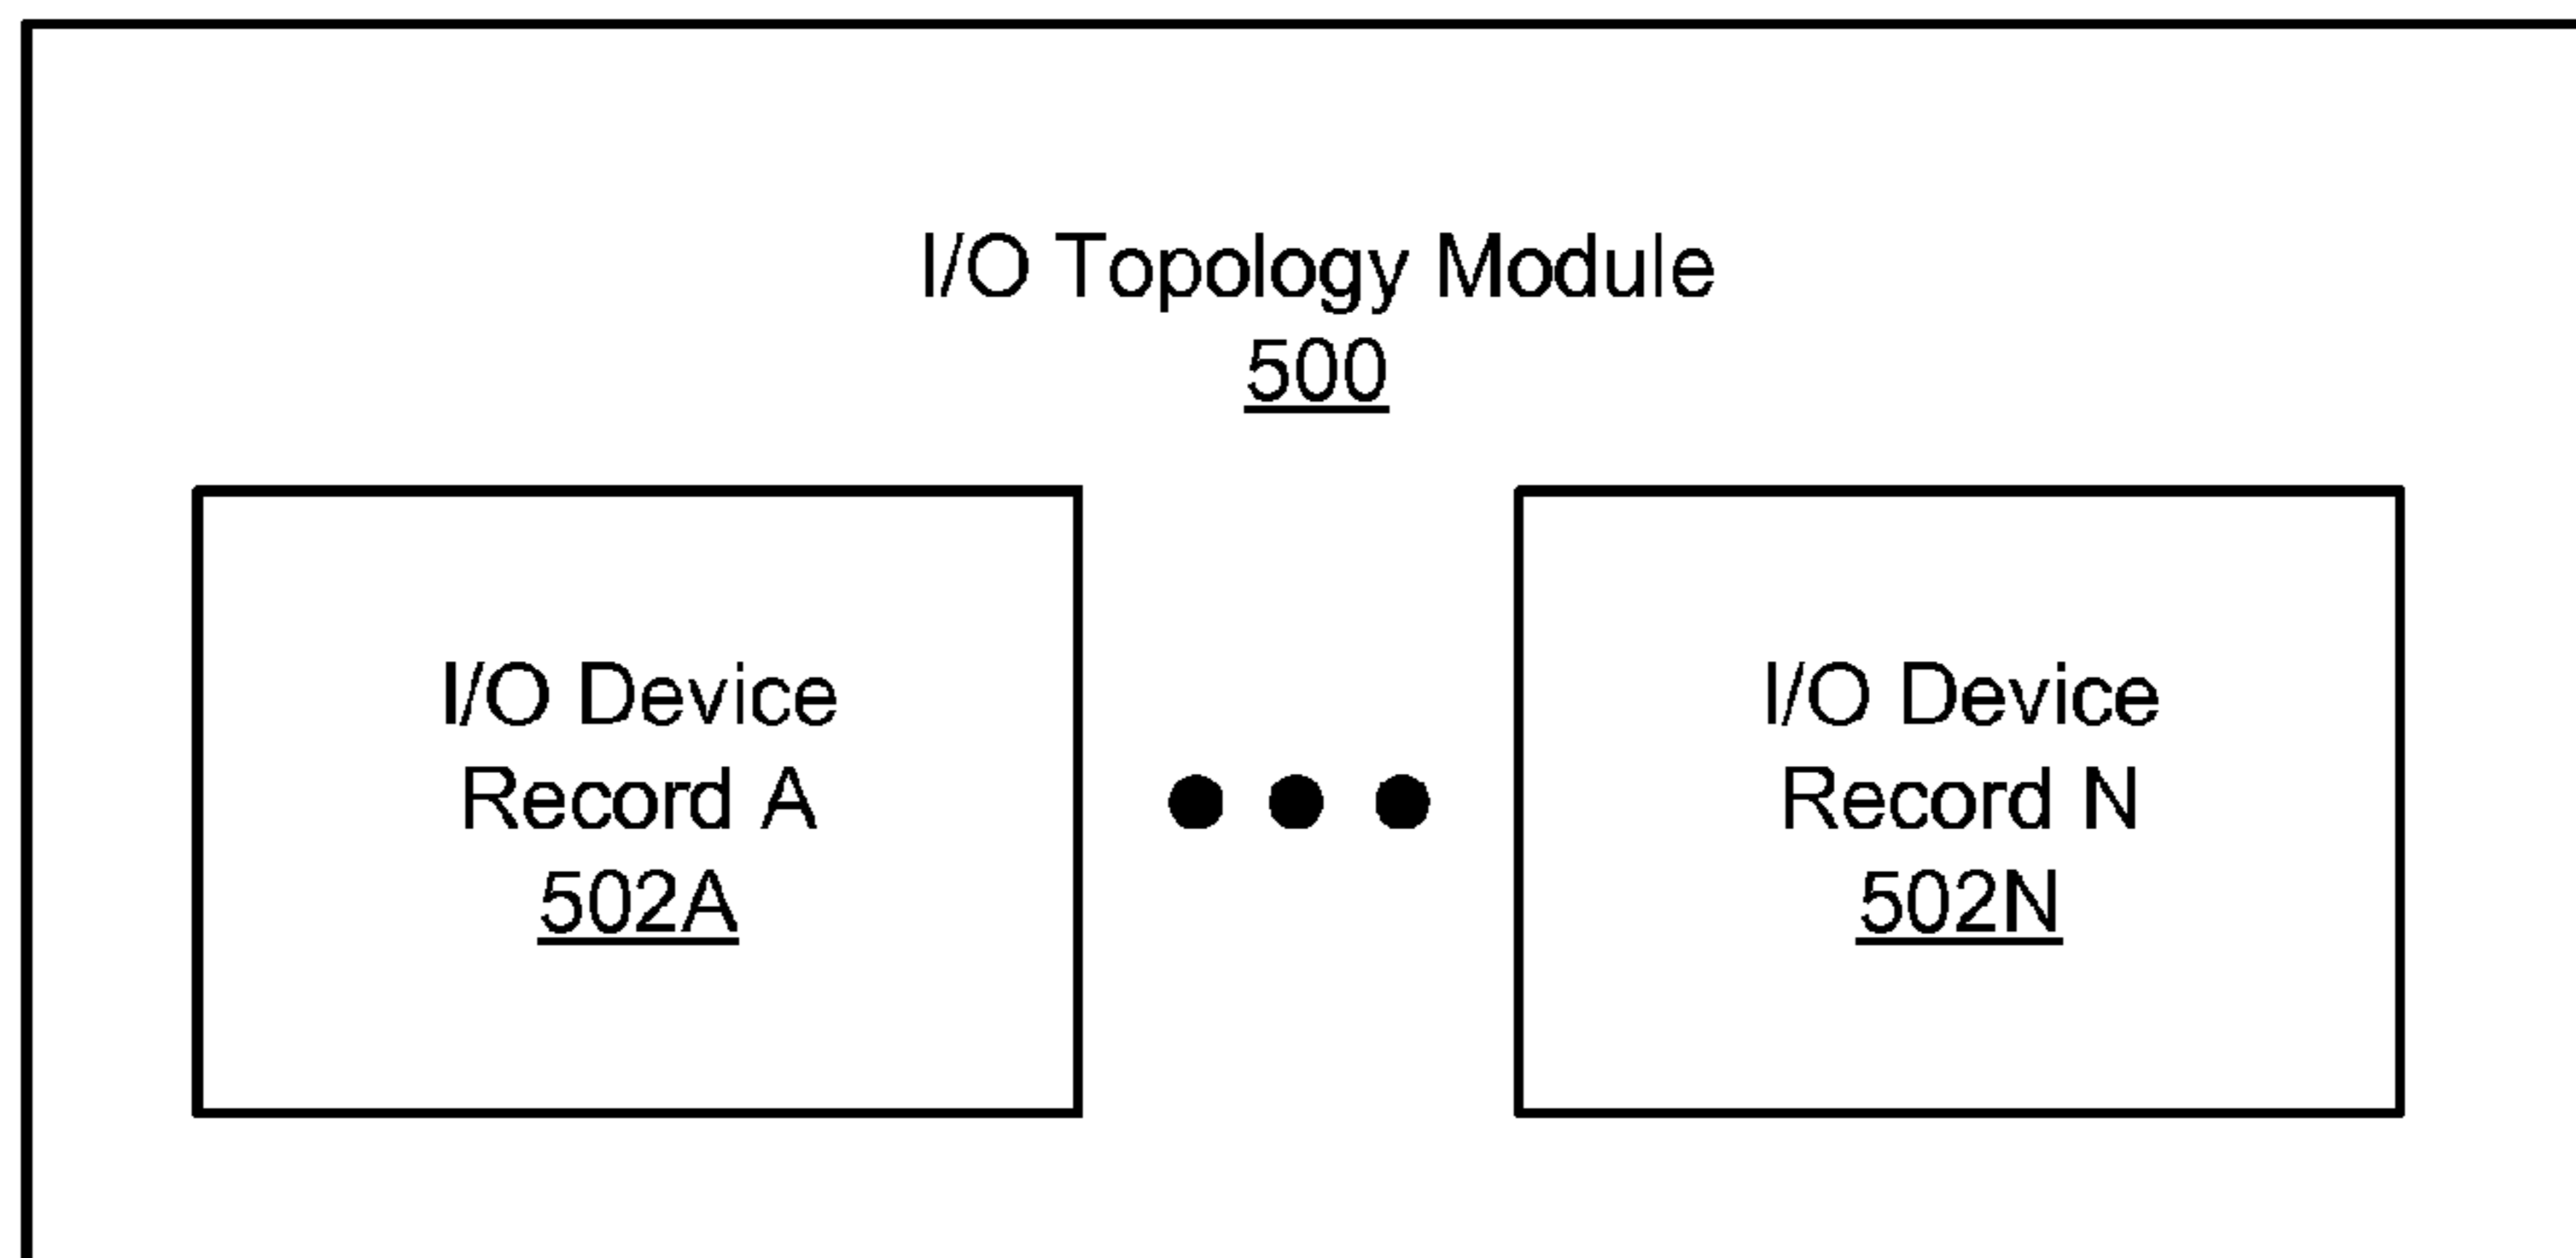 I/O Topology Module
500
I/O Device
Record A
502A
I/O Device
Record N
502N